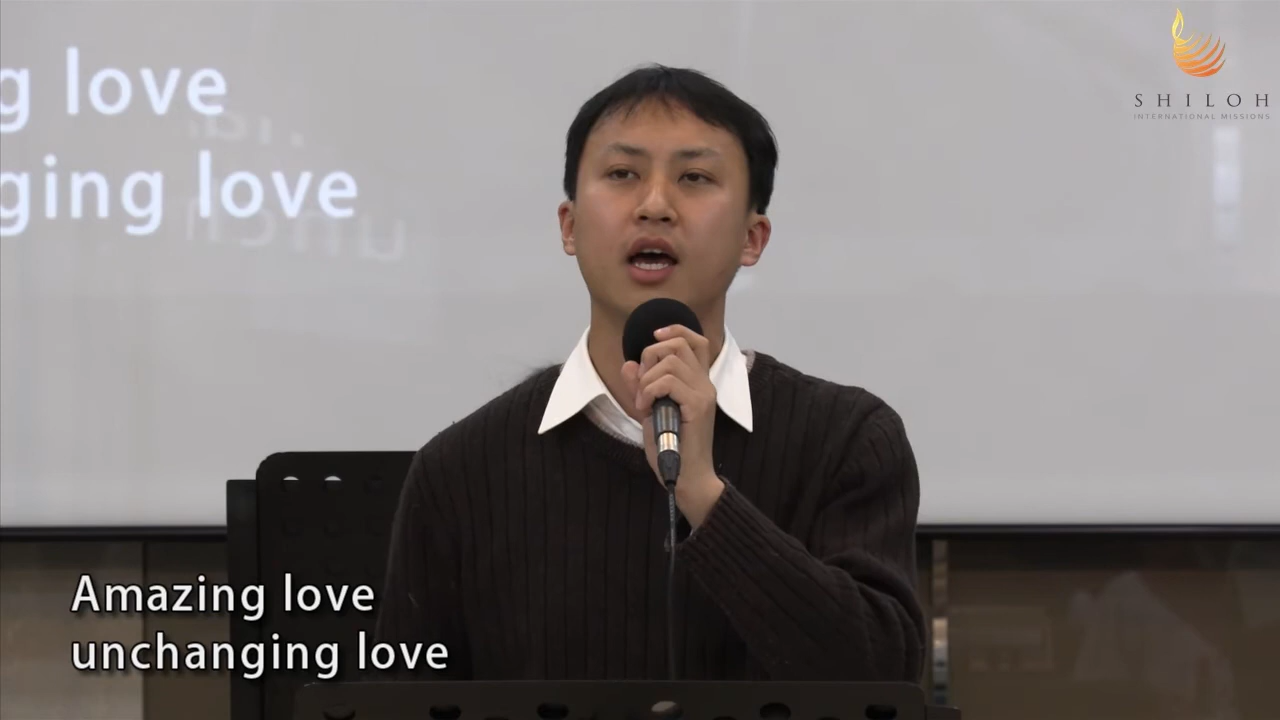 g love
ging love
SHILOH
INTERNATIONAL MISSIONS
Amazing love
unchanging love